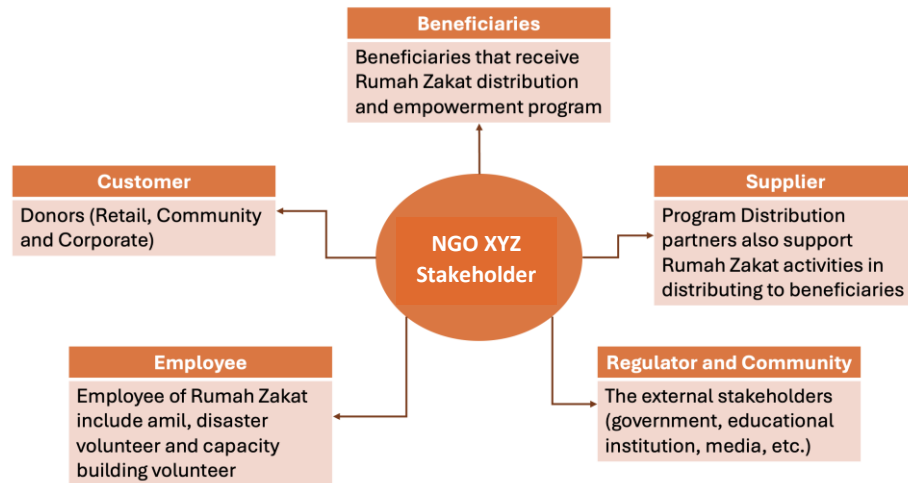 Beneficiaries
Beneficiaries that receive
Rumah Zakat distribution
and empowerment program
Customer
Donors (Retail, Community
and Corporate)
NGO XYZ
Stakeholder
Supplier
Program Distribution
partners also support
Rumah Zakat activities in
distributing to beneficiaries
Employee
Employee of Rumah Zakat
include amil, disaster
volunteer and capacity
building volunteer
Regulator and Community
The external stakeholders
(government, educational
institution, media, etc.)